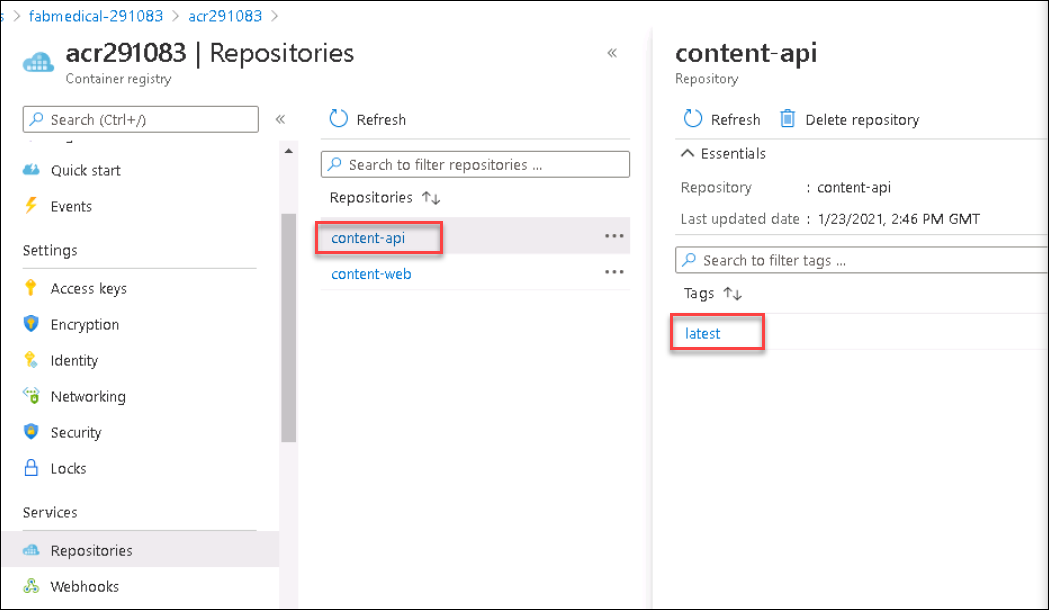 s > fabmedical-291083 > acr291083 >
acr291083 | Repositories
Container registry
«
Search (Ctrl+/)
«
Quick start
Events
Settings
Access keys
Encryption
Identity
Networking
Security
Locks
Services
Repositories
Webhooks
Refresh
Search to filter repositories ...
Repositories ↑↓
content-api ...
content-web ...
content-api
Repository
Refresh Delete repository
Essentials
Repository : content-api
Last updated date : 1/23/2021, 2:46 PM GMT
Search to filter tags ...
Tags ↑↓
latest